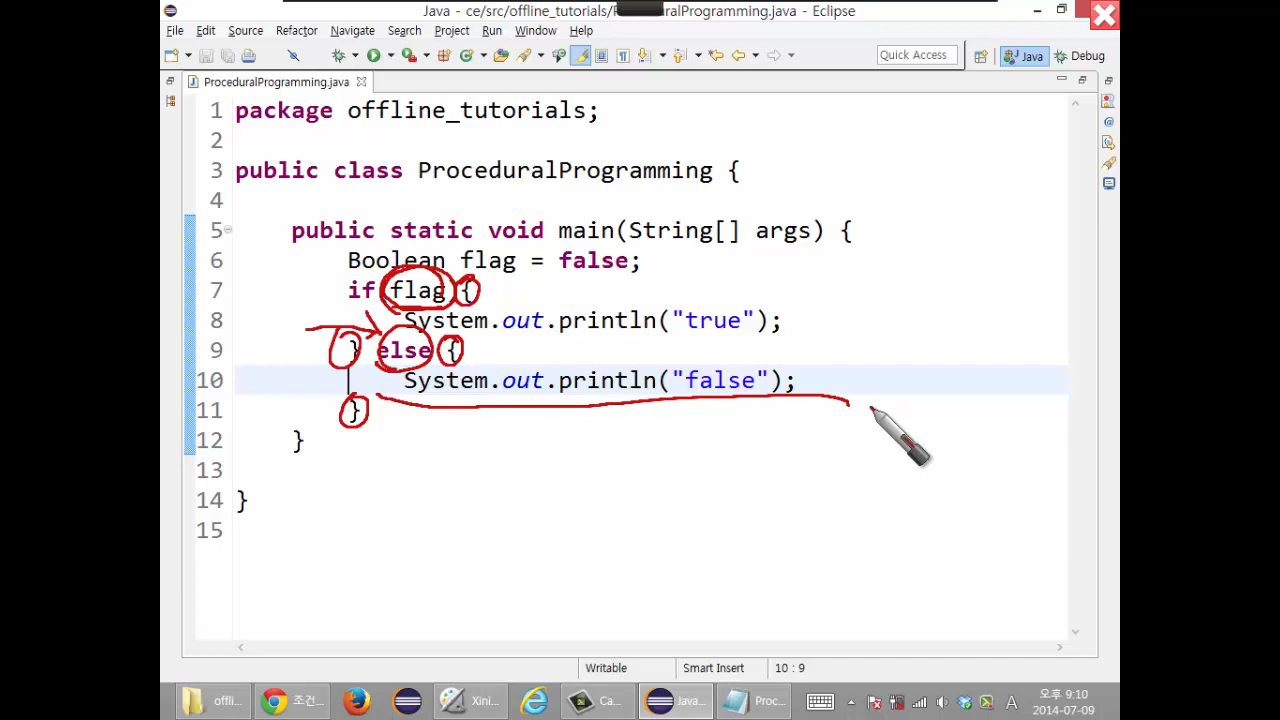 Java - ce/src/offline_tutorials/ uralProgramming.java - Eclipse
File Edit Source Refactor Navigate Search Project Run Window Help
Quick Access Java Debug
ProceduralProgramming.java
1 package offline_tutorials;
2
3 public class ProceduralProgramming {
4
5 public static void main(String[] args) {
6 Boolean flag = false;
7 if flag {
8 System.out.println("true");
9 } else {
10 System.out.println("false");
11 }
12 }
13
14 }
15
Writable Smart Insert 10 : 9
offli... 조건... Xini... Ca... Java... Proc... A 오후 9:10
2014-07-09